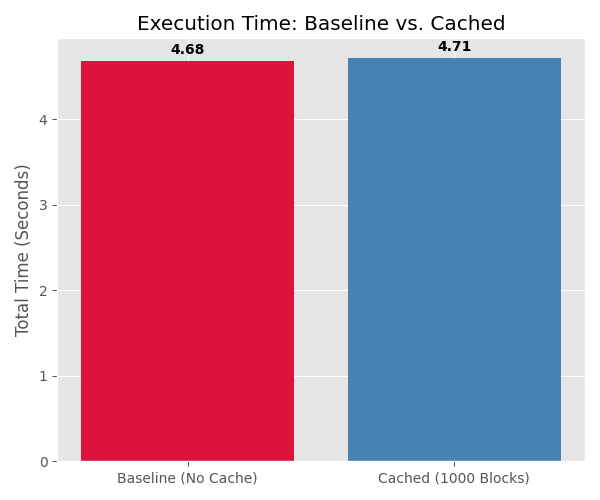 Execution Time: Baseline vs. Cached
4.68
4.71
4
3
2
1
0
Total Time (Seconds)
Baseline (No Cache)
Cached (1000 Blocks)